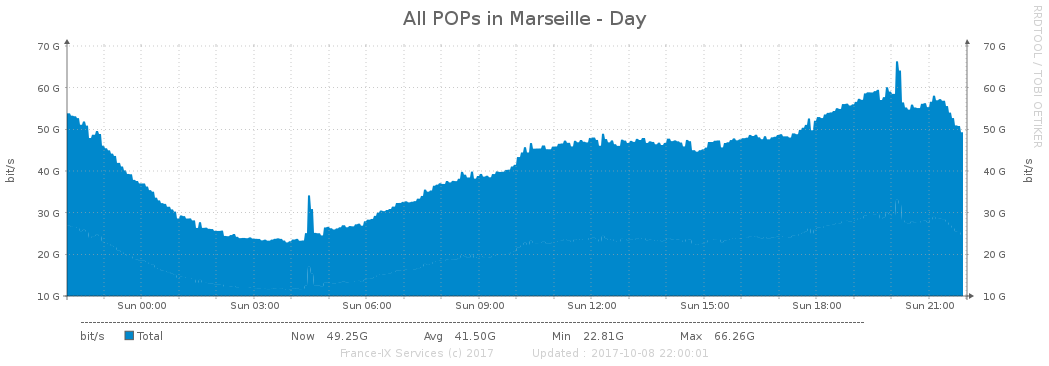 All POPs in Marseille - Day
RRDTOOL / TOBI OETIKER
70 G 70 G
60 G 60 G
50 G 50 G
40 G 40 G
30 G 30 G
20 G 20 G
10 G 10 G
bit/s bit/s
Sun 00:00 Sun 03:00 Sun 06:00 Sun 09:00 Sun 12:00 Sun 15:00 Sun 18:00 Sun 21:00
bit/s Total Now 49.25G Avg 41.50G Min 22.81G Max 66.26G
France-IX Services (c) 2017 Updated : 2017-10-08 22:00:01